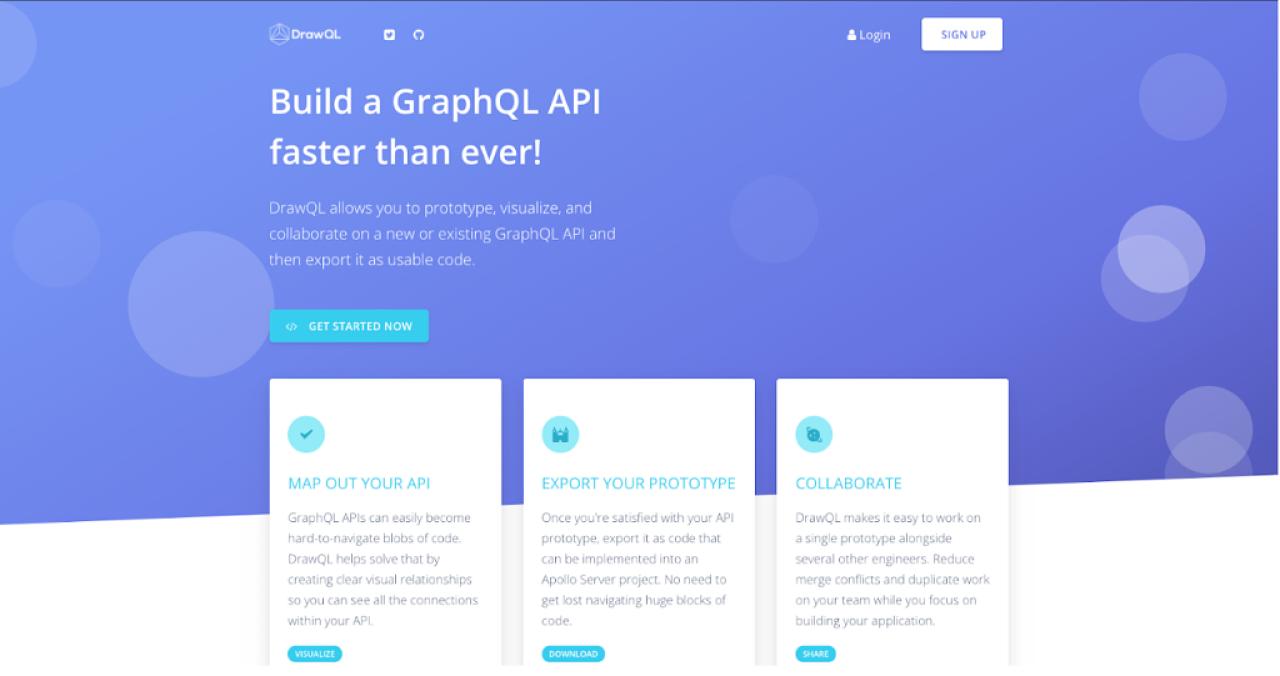 DrawQL
Login
SIGN UP
Build a GraphQL API
faster than ever!
DrawQL allows you to prototype, visualize, and
collaborate on a new or existing GraphQL API and
then export it as usable code.
GET STARTED NOW
MAP OUT YOUR API
GraphQL APIs can easily become
hard-to-navigate blobs of code.
DrawQL helps solve that by
creating clear visual relationships
so you can see all the connections
within your API.
VISUALIZE
EXPORT YOUR PROTOTYPE
Once you're satisfied with your API
prototype, export it as code that
can be implemented into an
Apollo Server project. No need to
get lost navigating huge blocks of
code.
DOWNLOAD
COLLABORATE
DrawQL makes it easy to work on
a single prototype alongside
several other engineers. Reduce
merge conflicts and duplicate work
on your team while you focus on
building your application.
SHARE